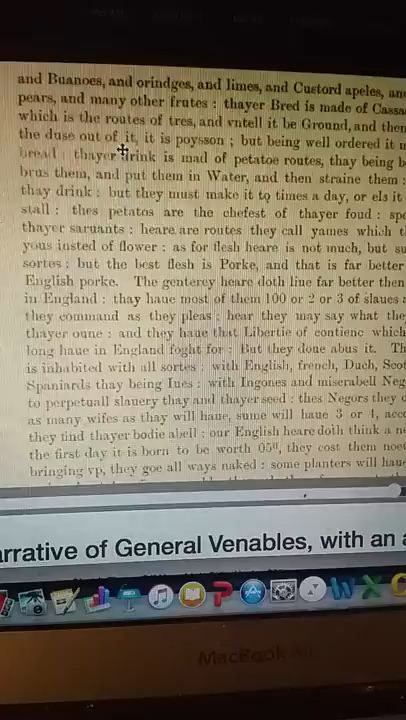 and Buanoes, and orindges, and limes, and Custord apeles, and
pears, and many other frutes : thayer Bred is made of Cassa
which is the routes of tres, and vntell it be Ground, and then
the duse out of it, it is poysson ; but being well ordered it
bread thayer drink is mad of petatoe routes, thay being b
brus them, and put them in Water, and then straine them
thay drink : but they must make it to times a day, or els it
stall : thes petatos are the chefest of thayer foud : spe
thayer saruants : heare are routes they call yames which t
yous insted of flower : as for flesh heare is not much, but su
sortes : but the best flesh is Porke, and that is far better
English porke. The genterey heare doth liue far better then
in England : thay haue most of them 100 or 2 or 3 of slaues a
they command as they pleas : hear they may say what the
thayer oune : and they haue that Libertie of contienc which
long haue in England foght for : But they doue abus it. Th
is inhabited with all sortes : with English, french, Duch, Scot
Spaniards thay being Iues : with Ingones and miserabell Neg
to perpetuall slauery thay and thayer seed : thes Negors they d
as many wifes as thay will haue, sume will haue 3 or 4, acco
they find thayer bodie abell : our English heare doth think a ne
the first day it is born to be worth 05ˡⁱ, they cost them noe
bringing vp, they goe all ways naked : some planters will hau
arrative of General Venables, with an a
MacBook Air